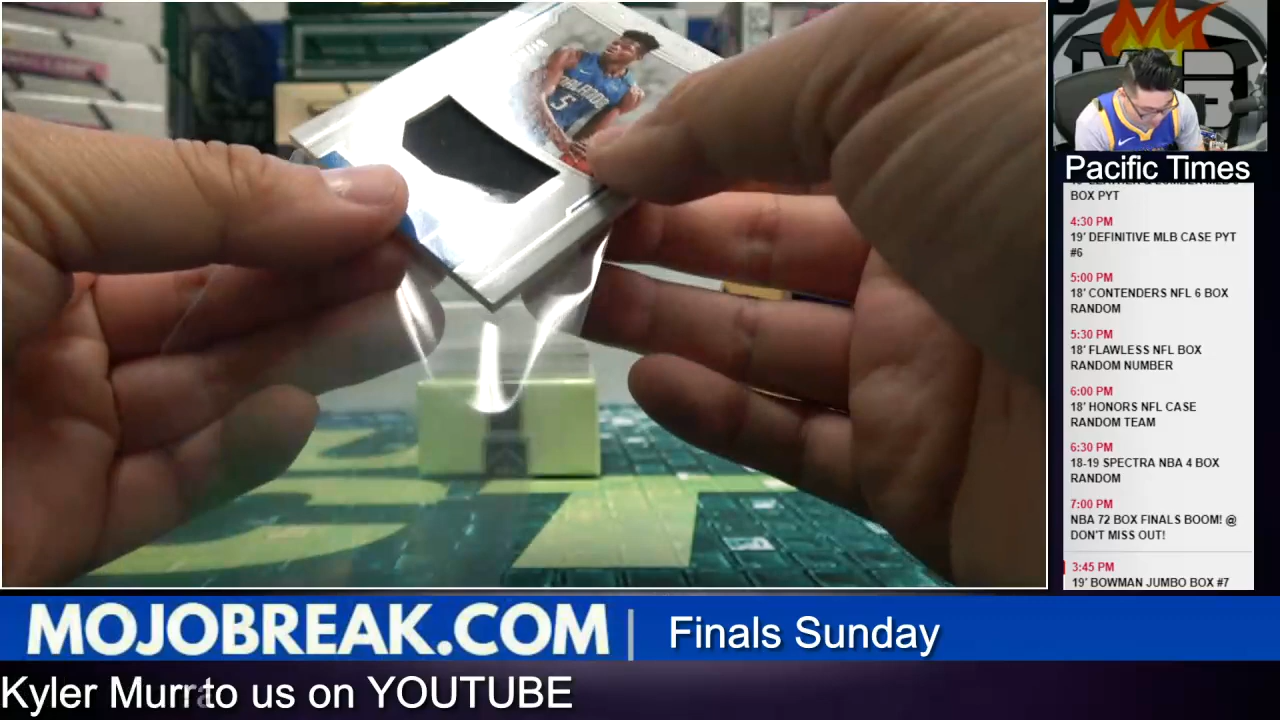 ORLANDO
5
Pacific Times
BOX PYT
4:30 PM
19' DEFINITIVE MLB CASE PYT
#6
5:00 PM
18' CONTENDERS NFL 6 BOX
RANDOM
5:30 PM
18' FLAWLESS NFL BOX
RANDOM NUMBER
6:00 PM
18' HONORS NFL CASE
RANDOM TEAM
6:30 PM
18-19 SPECTRA NBA 4 BOX
RANDOM
7:00 PM
NBA 72 BOX FINALS BOOM! @
DON'T MISS OUT!
3:45 PM
19' BOWMAN JUMBO BOX #7
MOJOBREAK.COM | Finals Sunday
Kyler Murr to us on YOUTUBE